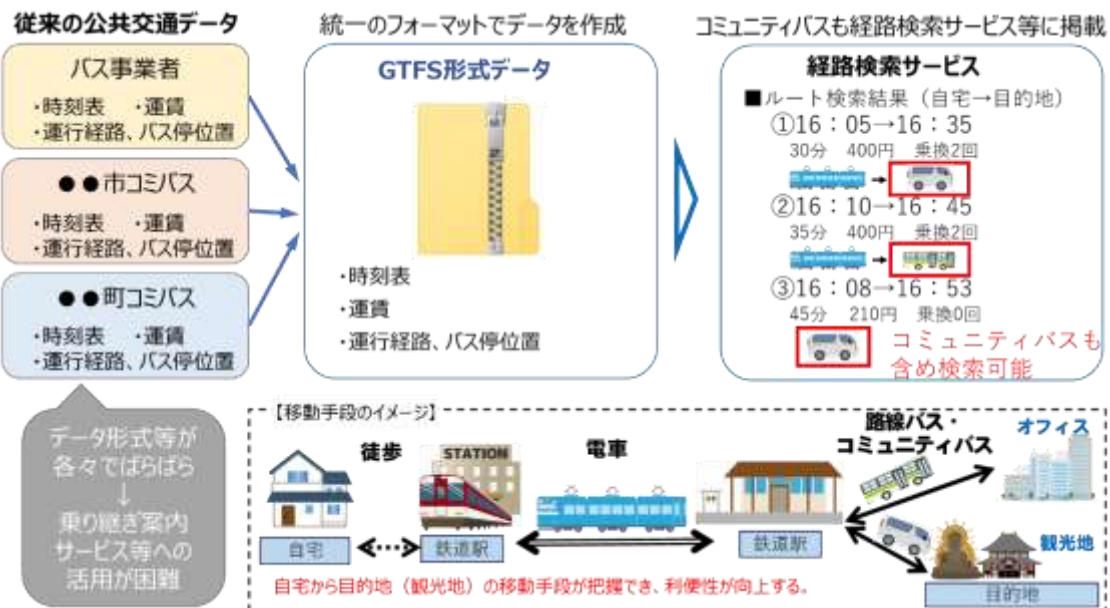 従来の公共交通データ
バス事業者
・時刻表 ・運賃
・運行経路、バス停位置
●●市コミバス
・時刻表 ・運賃
・運行経路、バス停位置
●●町コミバス
・時刻表 ・運賃
・運行経路、バス停位置
データ形式等が
各々でばらばら
↓
乗り継ぎ案内
サービス等への
活用が困難
統一のフォーマットでデータを作成
GTFS形式データ
・時刻表
・運賃
・運行経路、バス停位置
コミュニティバスも経路検索サービス等に掲載
経路検索サービス
■ルート検索結果（自宅→目的地）
①16：05→16：35
30分 400円 乗換2回
②16：10→16：45
35分 400円 乗換2回
③16：08→16：53
45分 210円 乗換0回
コミュニティバスも
含め検索可能
【移動手段のイメージ】
徒歩
STATION
電車
路線バス・
コミュニティバス
オフィス
自宅
鉄道駅
鉄道駅
観光地
目的地
自宅から目的地（観光地）の移動手段が把握でき、利便性が向上する。